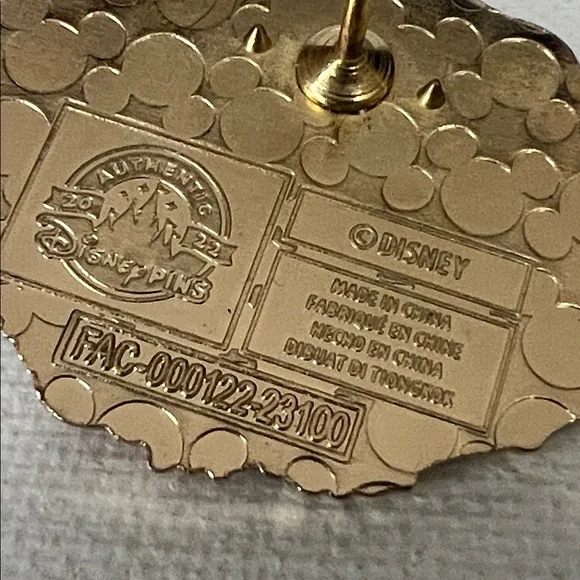 AUTHENTIC
20 22
Disney PINS
© DISNEY
MADE IN CHINA
FABRIQUÉ EN CHINE
HECHO EN CHINA
DIBUAT DI TIONGKOK
FAC-000122-23100